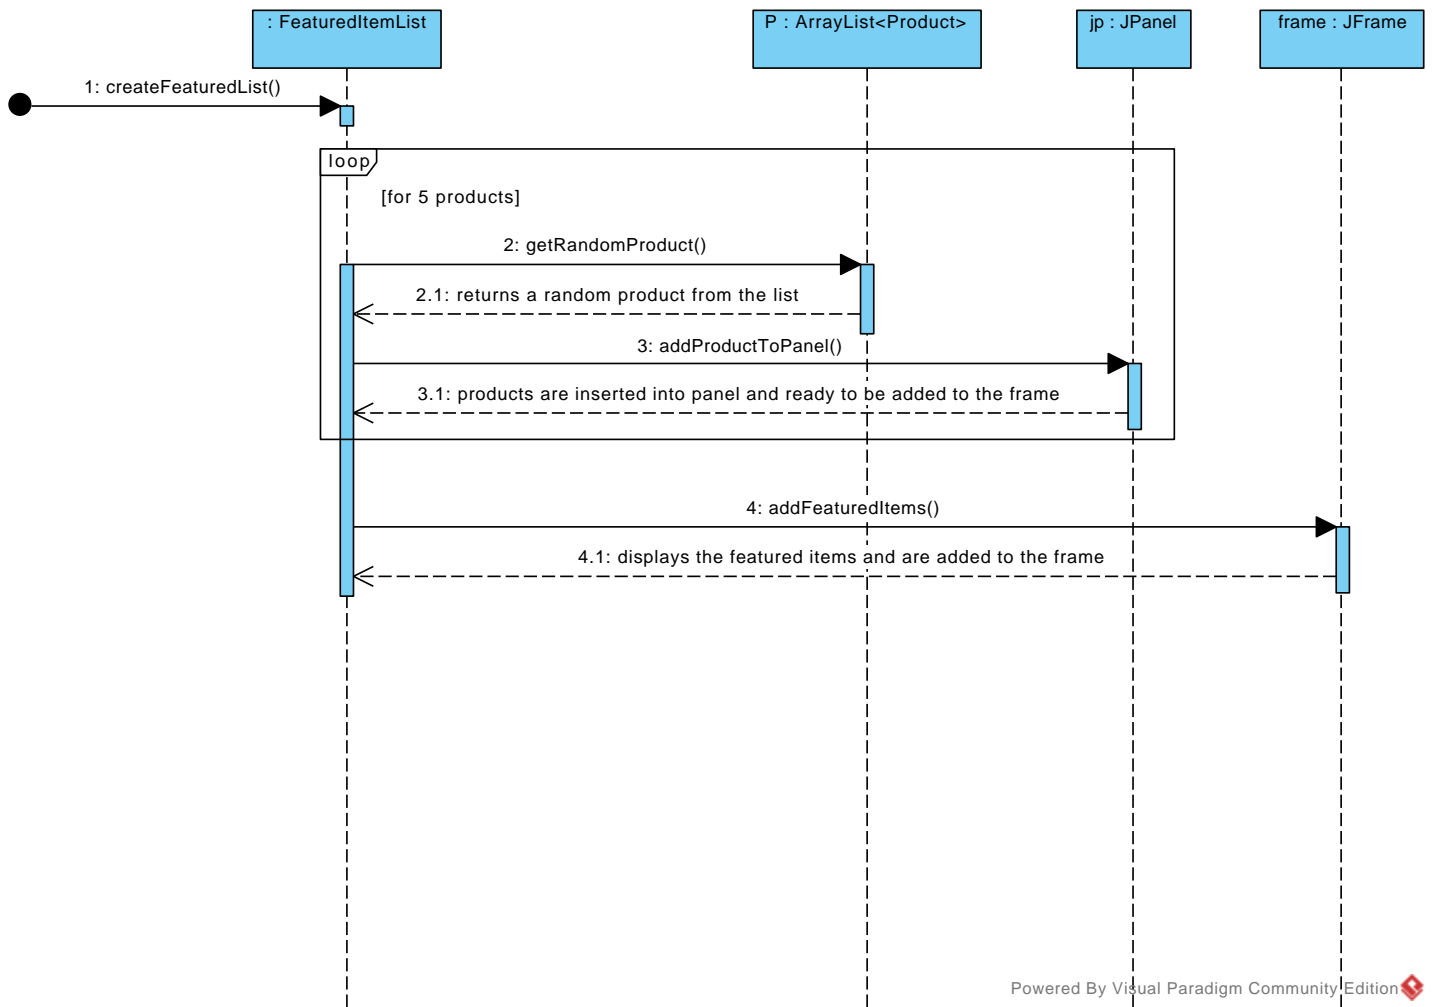 : FeaturedItemList
P : ArrayList<Product>
jp : JPanel
frame : JFrame
1: createFeaturedList()
loop
[for 5 products]
2: getRandomProduct()
2.1: returns a random product from the list
3: addProductToPanel()
3.1: products are inserted into panel and ready to be added to the frame
4: addFeaturedItems()
4.1: displays the featured items and are added to the frame
Powered By Visual Paradigm Community Edition